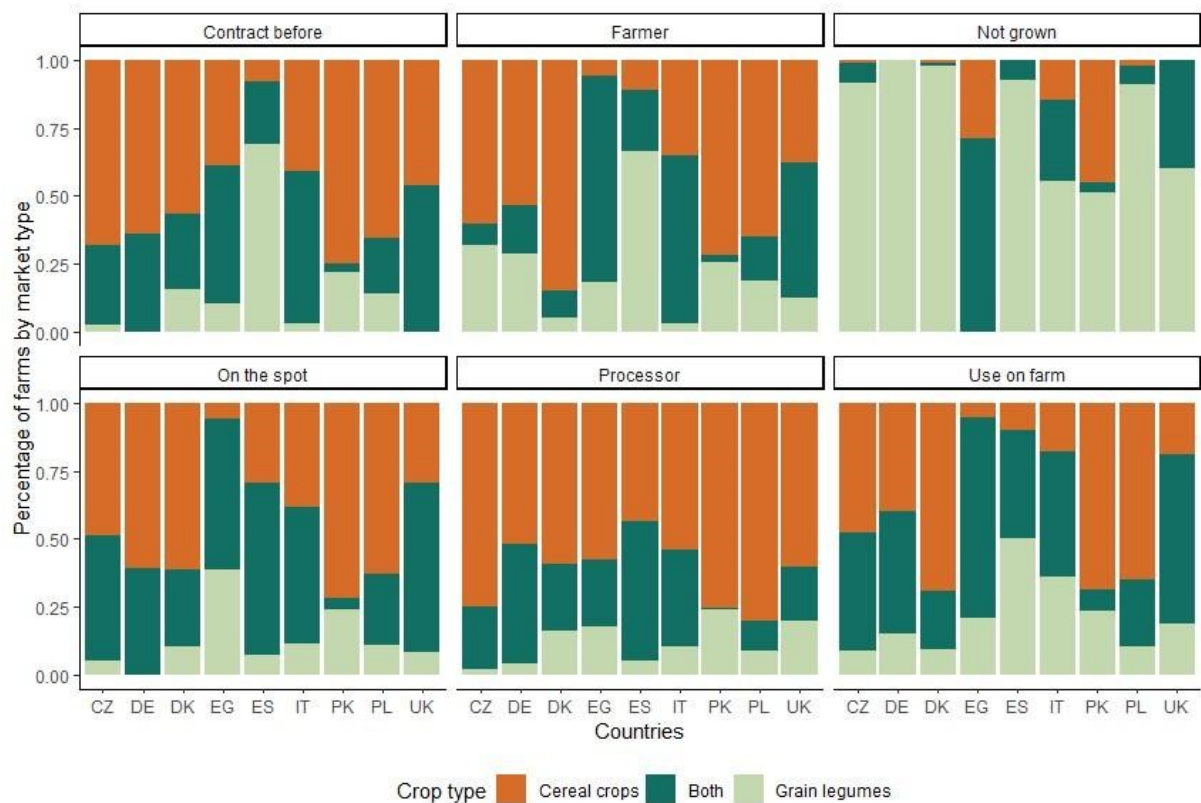 Contract before
Farmer
Not grown
1.00
0.75
0.50
0.25
0.00
On the spot
Processor
Use on farm
1.00
0.75
0.50
0.25
0.00
Percentage of farms by market type
CZ DE DK EG ES IT PK PL UK
CZ DE DK EG ES IT PK PL UK
CZ DE DK EG ES IT PK PL UK
Countries
Crop type Cereal crops Both Grain legumes